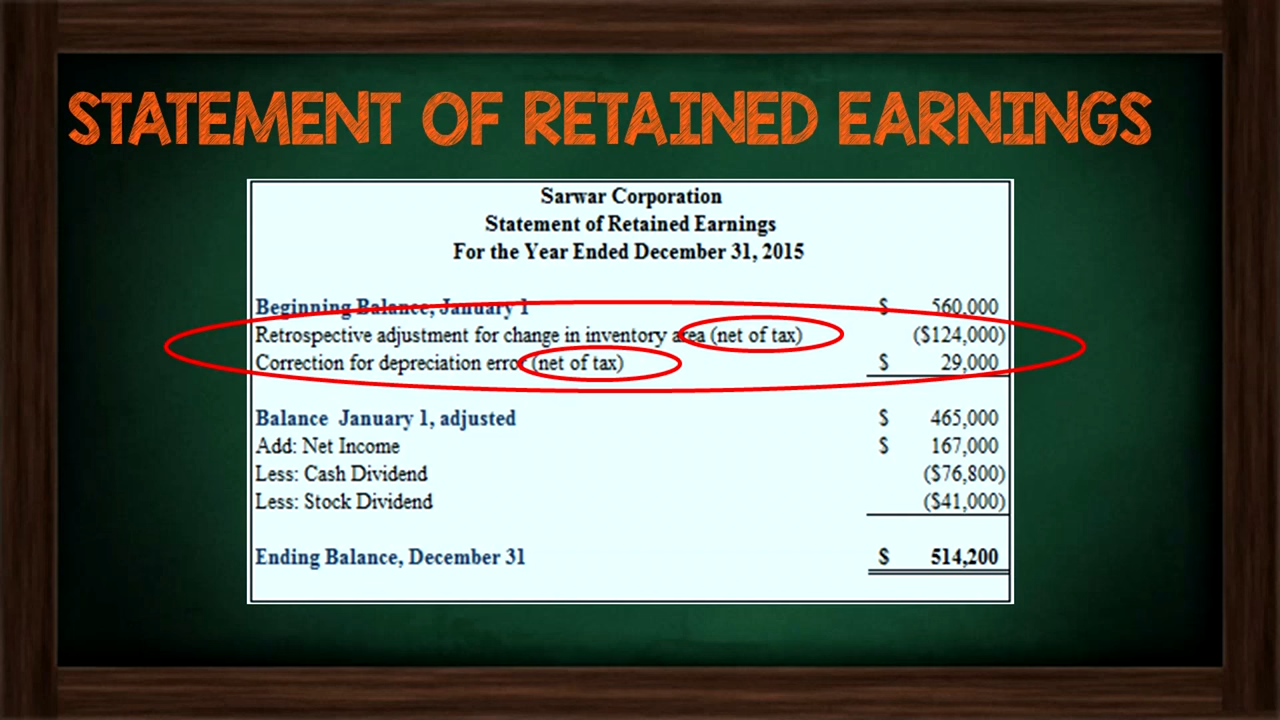 STATEMENT OF RETAINED EARNINGS
Sarwar Corporation
Statement of Retained Earnings
For the Year Ended December 31, 2015
Beginning Balance, January 1 $ 560,000
Retrospective adjustment for change in inventory area (net of tax) ($124,000)
Correction for depreciation error (net of tax) $ 29,000
Balance January 1, adjusted $ 465,000
Add: Net Income $ 167,000
Less: Cash Dividend ($76,800)
Less: Stock Dividend ($41,000)
Ending Balance, December 31 $ 514,200